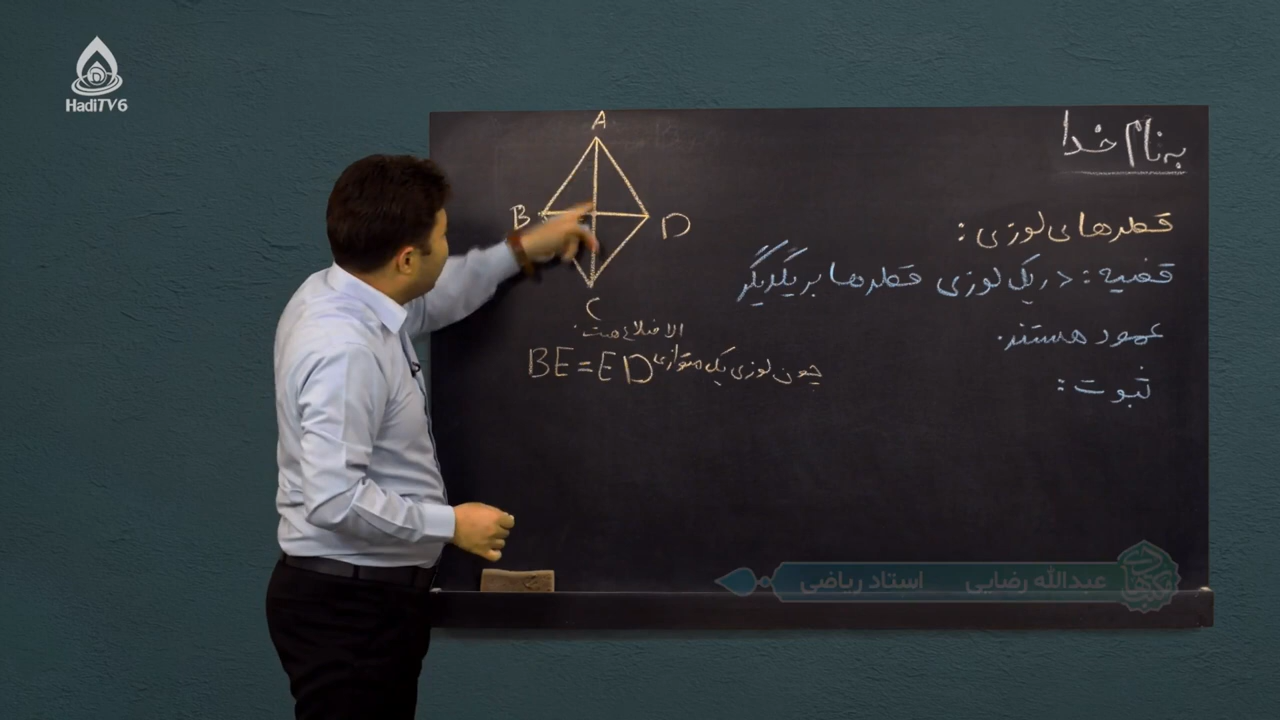 HadiTV6
به نام خدا
قطرهای لوزی:
قضیه: در یک لوزی قطرها بر یگدیگر
عمود هستند.
ثبوت:
A
B
D
C
چون لوزی یک متوازی الاضلاع هست.
BE = ED
عبدالله رضایی استاد ریاضی